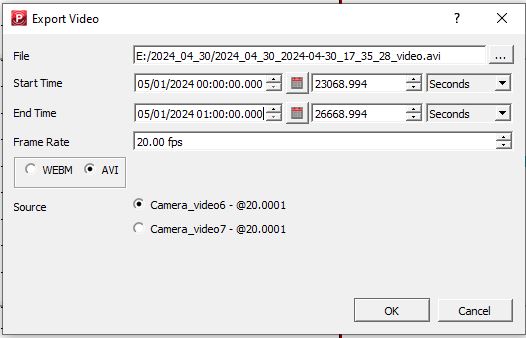 Export Video
File E:/2024_04_30/2024_04_30_2024-04-30_17_35_28_video.avi ...
Start Time 05/01/2024 00:00:00.000 23068.994 Seconds
End Time 05/01/2024 01:00:00.000 26668.994 Seconds
Frame Rate 20.00 fps
WEBM AVI
Source Camera_video6 - @20.0001
Camera_video7 - @20.0001
OK Cancel